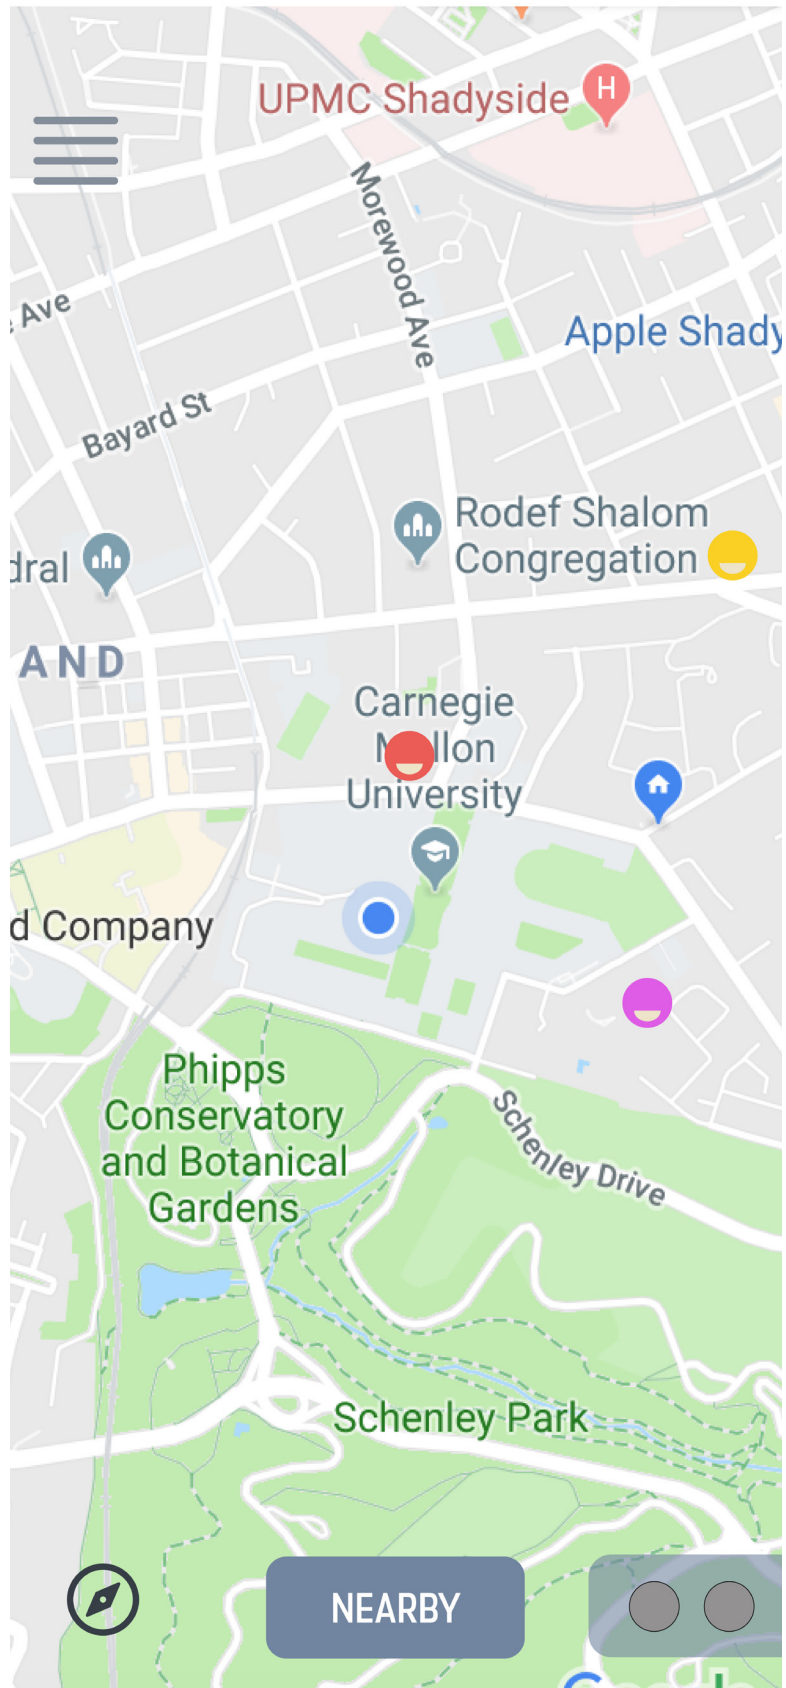 UPMC Shadyside
H
Morewood Ave
Ave
Apple Shady
Bayard St
Rodef Shalom
Congregation
dral
AND
Carnegie
Mellon
University
d Company
Phipps
Conservatory
and Botanical
Gardens
Schenley Drive
Schenley Park
NEARBY